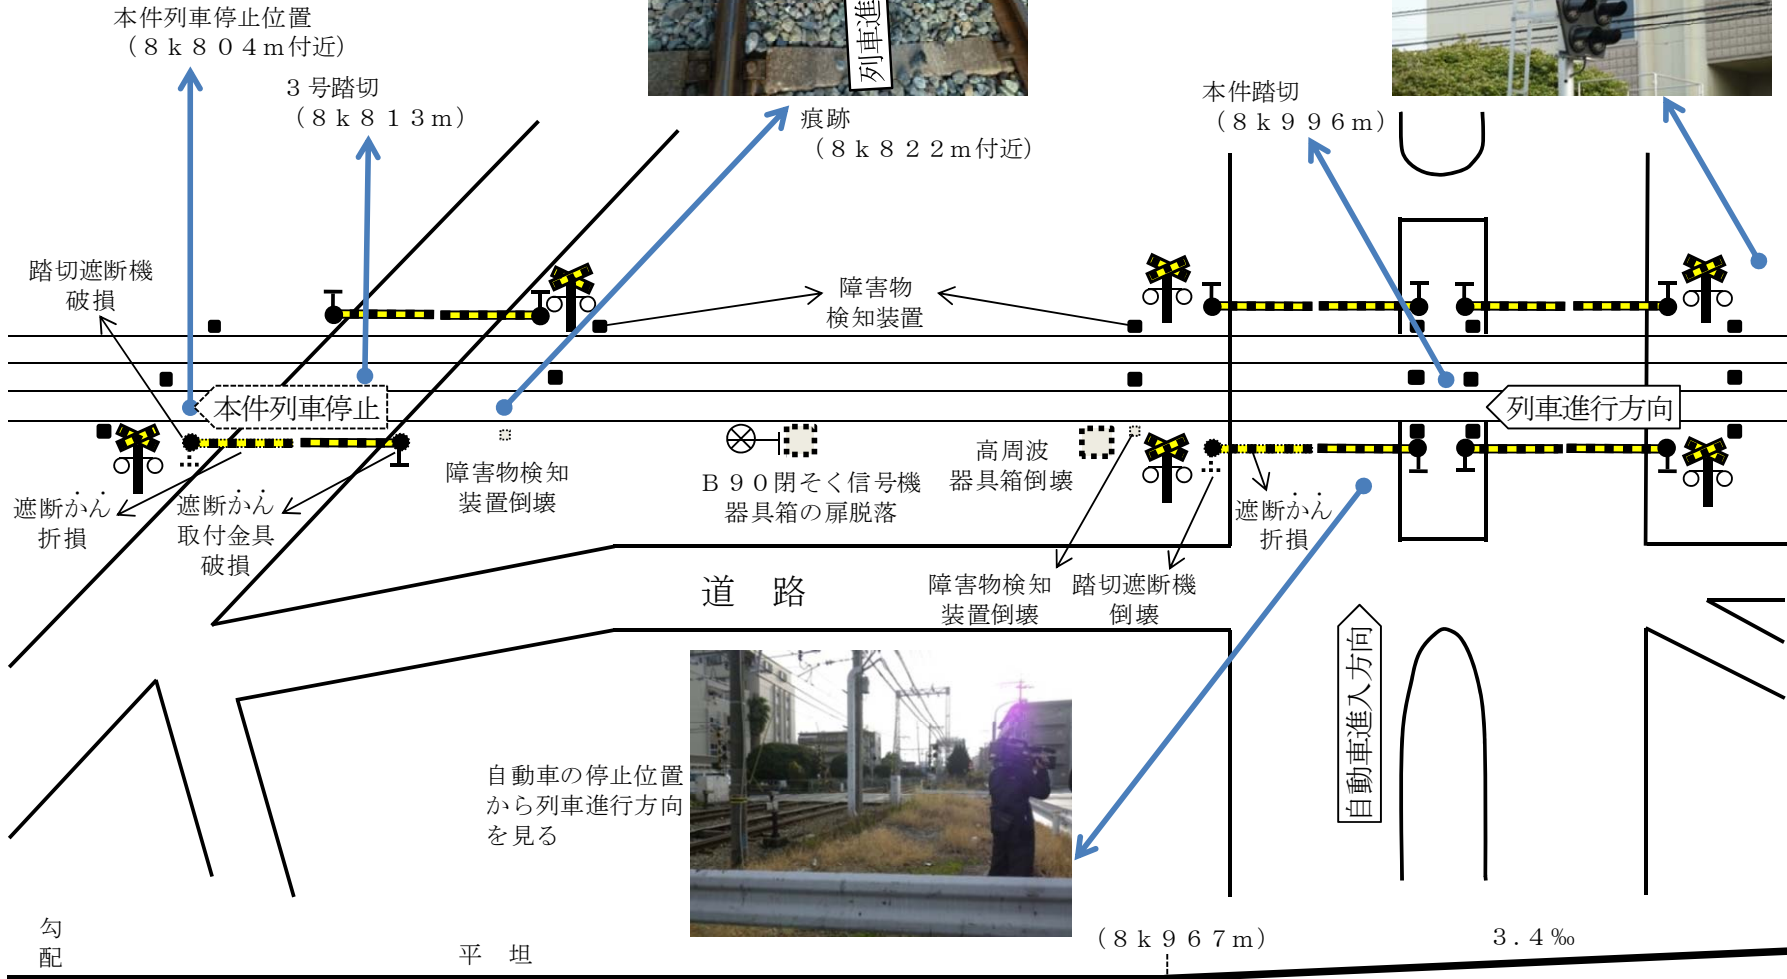 本件列車停止位置
（８ｋ８０４ｍ付近）
３号踏切
（８ｋ８１３ｍ）
列車進
痕跡
（８ｋ８２２ｍ付近）
本件踏切
（８ｋ９９６ｍ）
踏切遮断機
破損
障害物
検知装置
本件列車停止
列車進行方向
遮断かん
折損
遮断かん
取付金具
破損
障害物検知
装置倒壊
Ｂ９０閉そく信号機
器具箱の扉脱落
高周波
器具箱倒壊
遮断かん
折損
道　路
障害物検知
装置倒壊
踏切遮断機
倒壊
自動車進入方向
自動車の停止位置
から列車進行方向
を見る
勾
配
平　坦
（８ｋ９６７ｍ）
３．４‰